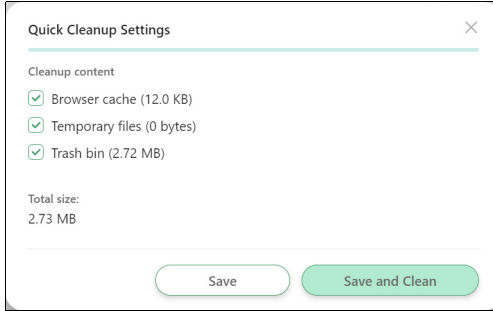 Quick Cleanup Settings
Cleanup content
Browser cache (12.0 KB)
Temporary files (0 bytes)
Trash bin (2.72 MB)
Total size:
2.73 MB
Save
Save and Clean